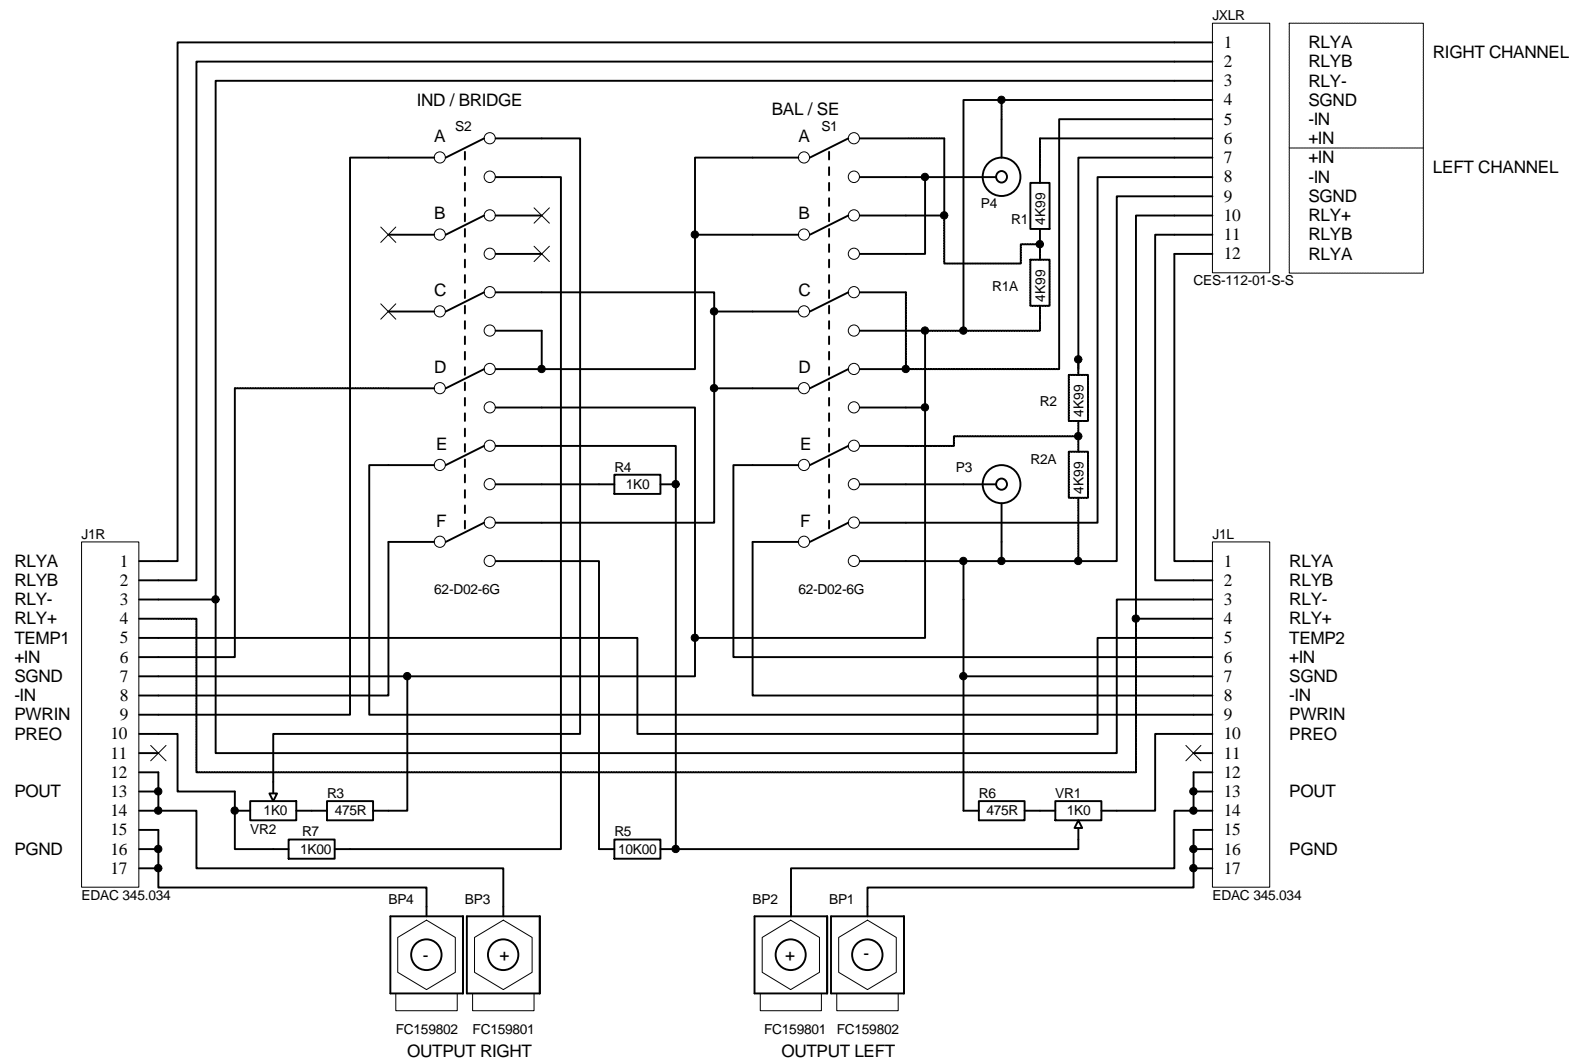 JXLR
1 RLYA
2 RLYB
3 RLY-
4 SGND
5 -IN
6 +IN
7 +IN
8 -IN
9 SGND
10 RLY+
11 RLYB
12 RLYA
RIGHT CHANNEL
LEFT CHANNEL
CES-112-01-S-S
IND / BRIDGE
S2
A
B
C
D
E
F
62-D02-6G
BAL / SE
S1
A
B
C
D
E
F
62-D02-6G
P4
R1
4K99
R1A
4K99
R2
4K99
R2A
4K99
P3
R4
1K0
J1R
RLYA 1
RLYB 2
RLY- 3
RLY+ 4
TEMP1 5
+IN 6
SGND 7
-IN 8
PWRIN 9
PREO 10
11
12
POUT 13
14
15
PGND 16
17
EDAC 345.034
J1L
1 RLYA
2 RLYB
3 RLY-
4 RLY+
5 TEMP2
6 +IN
7 SGND
8 -IN
9 PWRIN
10 PREO
11
12
13 POUT
14
15
16 PGND
17
EDAC 345.034
1K0
VR2
R3
475R
R7
1K00
R5
10K00
R6
475R
VR1
1K0
BP4
-
FC159802
BP3
+
FC159801
OUTPUT RIGHT
BP2
+
FC159801
BP1
-
FC159802
OUTPUT LEFT